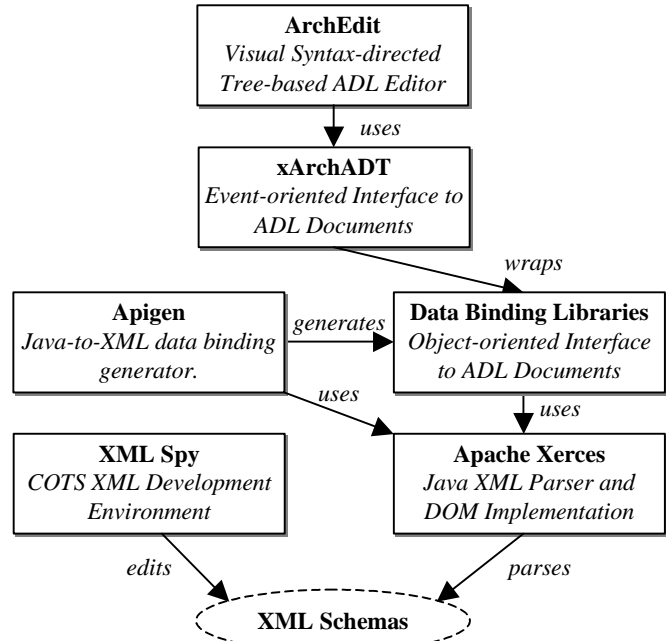 ArchEdit
Visual Syntax-directed
Tree-based ADL Editor
uses
xArchADT
Event-oriented Interface to
ADL Documents
wraps
Apigen
Java-to-XML data binding
generator.
generates
Data Binding Libraries
Object-oriented Interface
to ADL Documents
uses
uses
XML Spy
COTS XML Development
Environment
Apache Xerces
Java XML Parser and
DOM Implementation
edits
parses
XML Schemas